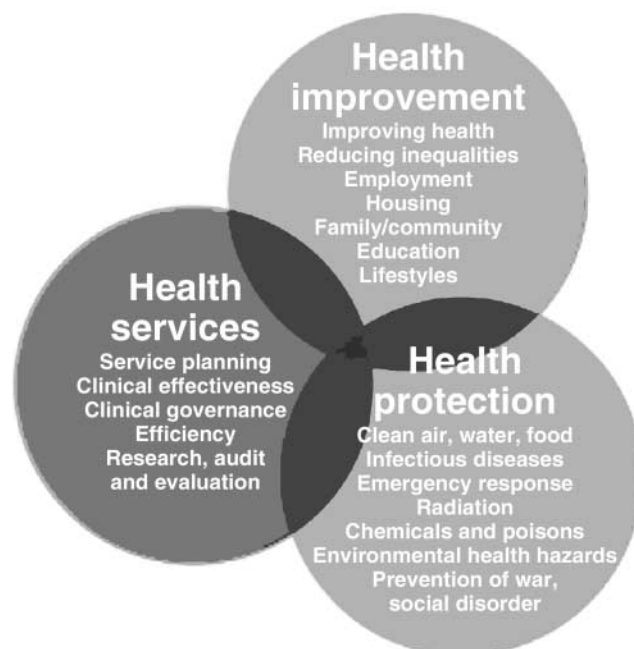 Health
improvement
Improving health
Reducing inequalities
Employment
Housing
Family/community
Education
Lifestyles
Health
services
Service planning
Clinical effectiveness
Clinical governance
Efficiency
Research, audit
and evaluation
Health
protection
Clean air, water, food
Infectious diseases
Emergency response
Radiation
Chemicals and poisons
Environmental health hazards
Prevention of war,
social disorder